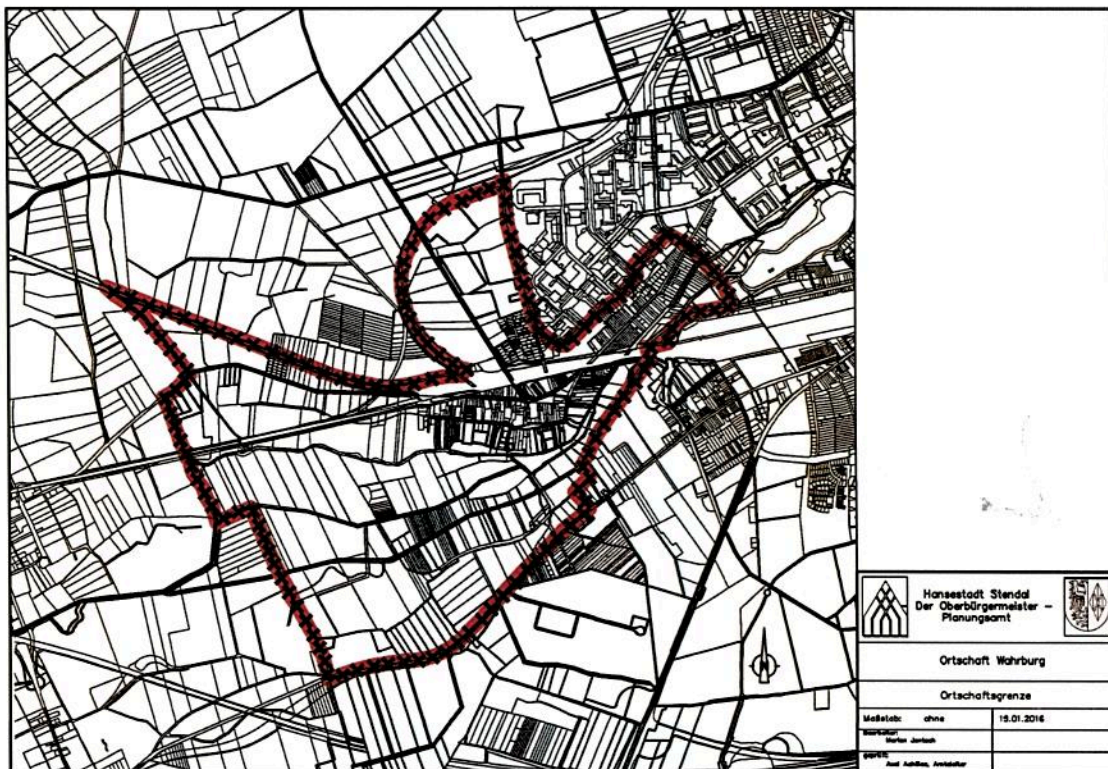 Hansestadt Stendal
Der Oberbürgermeister –
Planungsamt
Ortschaft Wahrburg
Ortschaftsgrenze
Maßstab: ohne 19.01.2016
Bearbeiter:
geprüft: